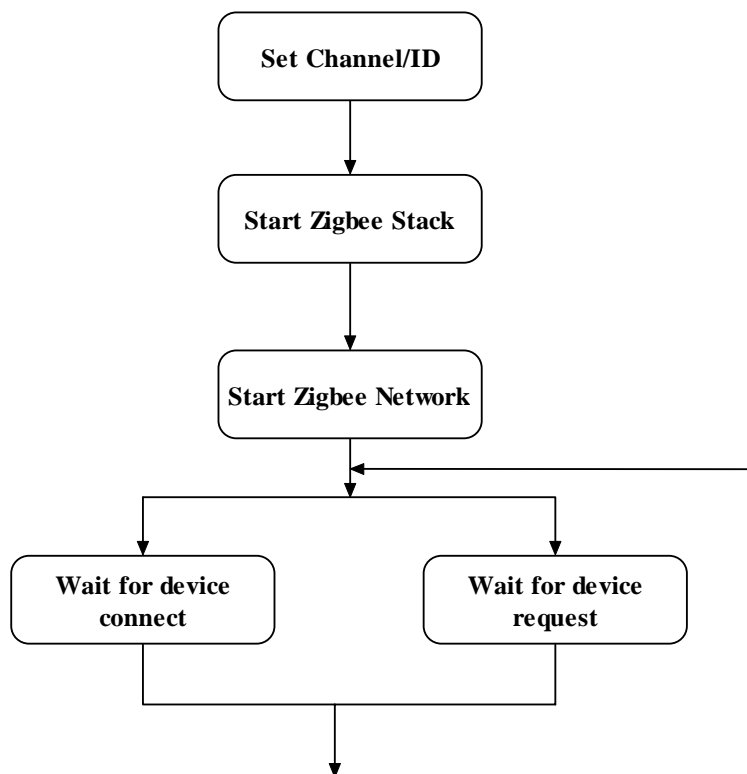 Set Channel/ID
Start Zigbee Stack
Start Zigbee Network
Wait for device
connect
Wait for device
request